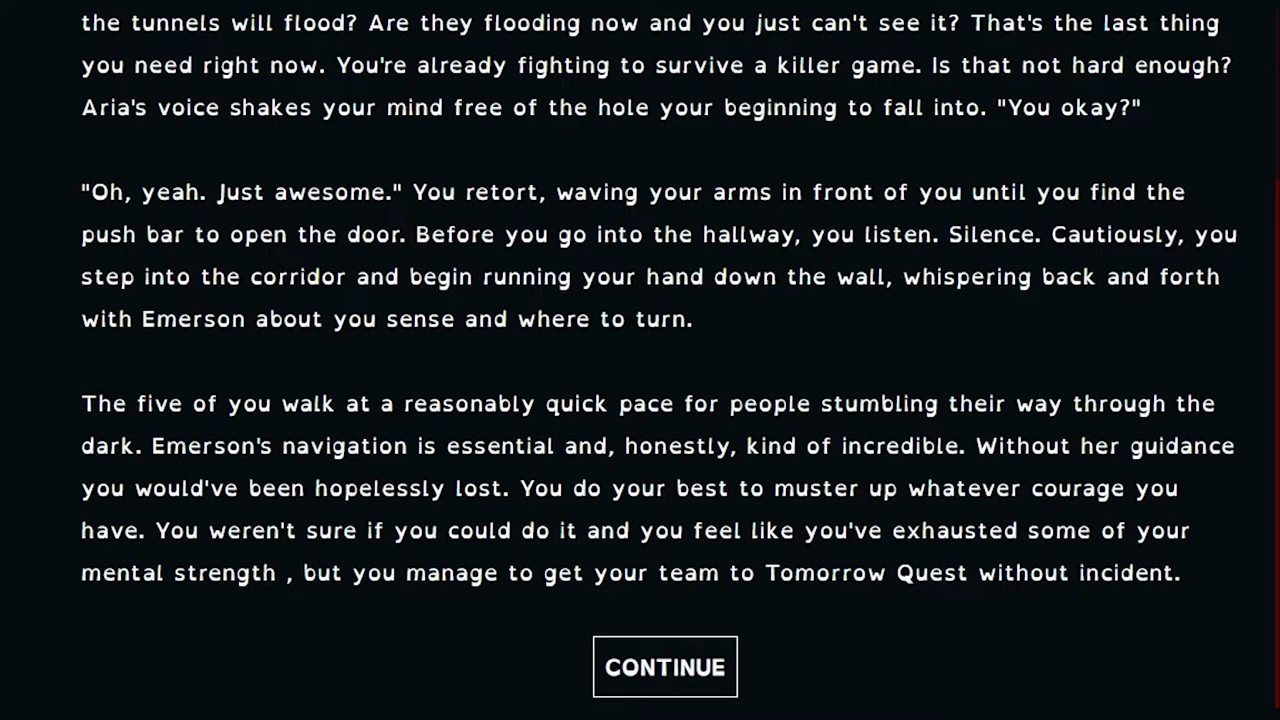 the tunnels will flood? Are they flooding now and you just can't see it? That's the last thing
you need right now. You're already fighting to survive a killer game. Is that not hard enough?
Aria's voice shakes your mind free of the hole your beginning to fall into. "You okay?"
"Oh, yeah. Just awesome." You retort, waving your arms in front of you until you find the
push bar to open the door. Before you go into the hallway, you listen. Silence. Cautiously, you
step into the corridor and begin running your hand down the wall, whispering back and forth
with Emerson about you sense and where to turn.
The five of you walk at a reasonably quick pace for people stumbling their way through the
dark. Emerson's navigation is essential and, honestly, kind of incredible. Without her guidance
you would've been hopelessly lost. You do your best to muster up whatever courage you
have. You weren't sure if you could do it and you feel like you've exhausted some of your
mental strength , but you manage to get your team to Tomorrow Quest without incident.
CONTINUE